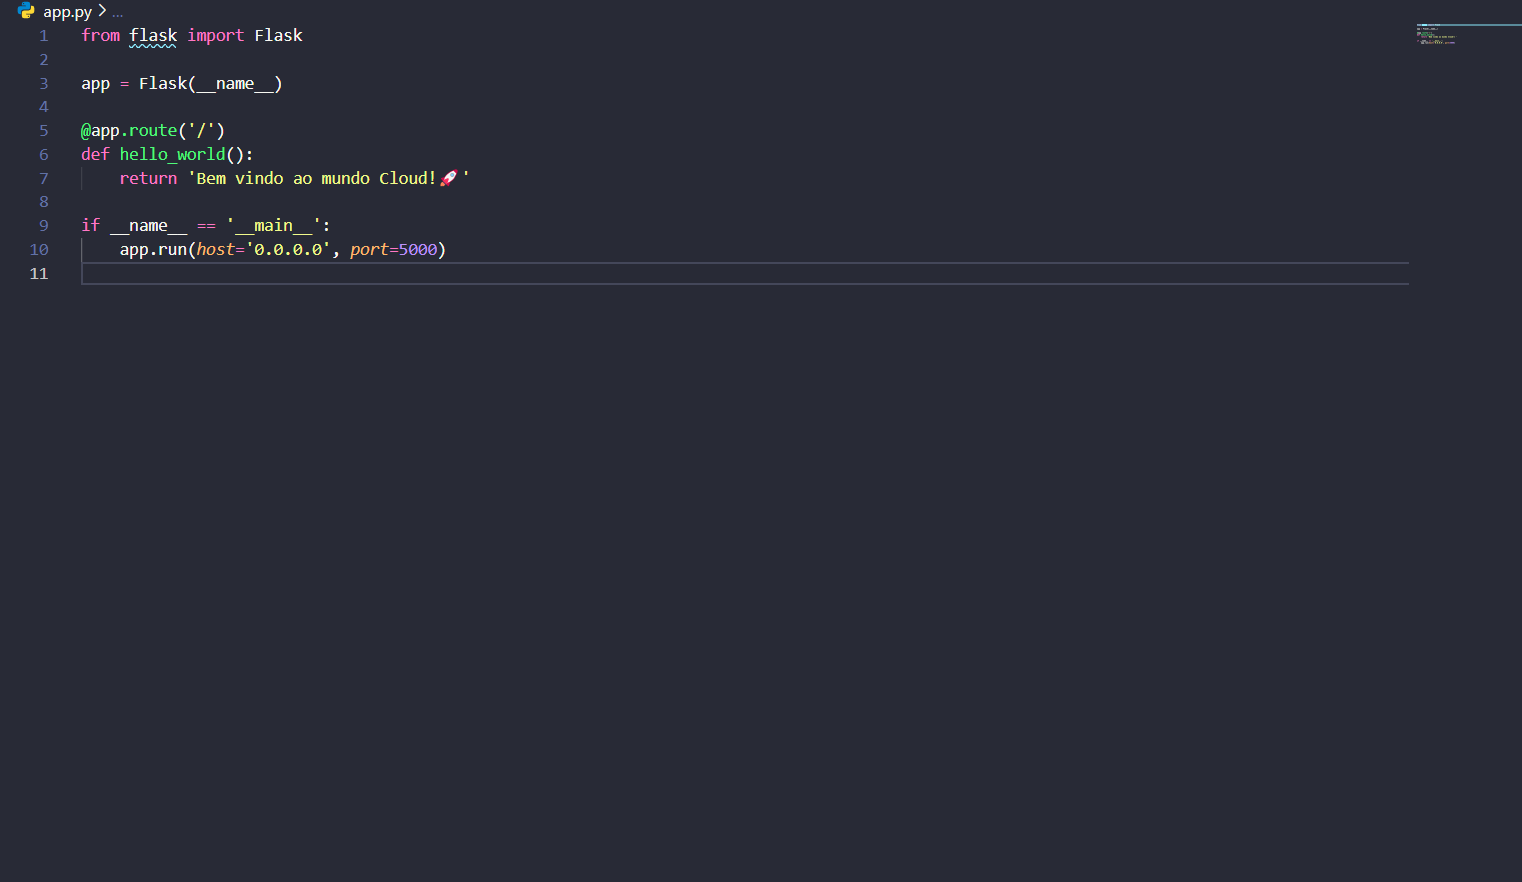 app.py > ...
1 from flask import Flask
2
3 app = Flask(__name__)
4
5 @app.route('/')
6 def hello_world():
7     return 'Bem vindo ao mundo Cloud!🚀'
8
9 if __name__ == '__main__':
10     app.run(host='0.0.0.0', port=5000)
11